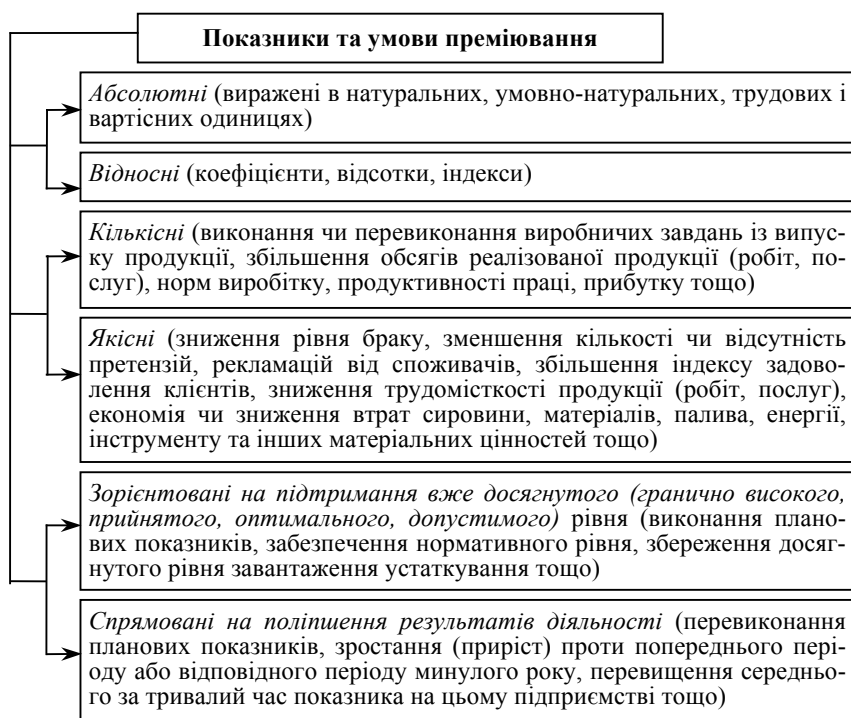 Показники та умови преміювання
Абсолютні (виражені в натуральних, умовно-натуральних, трудових і
вартісних одиницях)
Відносні (коефіцієнти, відсотки, індекси)
Кількісні (виконання чи перевиконання виробничих завдань із випус-
ку продукції, збільшення обсягів реалізованої продукції (робіт, по-
слуг), норм виробітку, продуктивності праці, прибутку тощо)
Якісні (зниження рівня браку, зменшення кількості чи відсутність
претензій, рекламацій від споживачів, збільшення індексу задово-
лення клієнтів, зниження трудомісткості продукції (робіт, послуг),
економія чи зниження втрат сировини, матеріалів, палива, енергії,
інструменту та інших матеріальних цінностей тощо)
Зорієнтовані на підтримання вже досягнутого (гранично високого,
прийнятого, оптимального, допустимого) рівня (виконання плано-
вих показників, забезпечення нормативного рівня, збереження досяг-
нутого рівня завантаження устаткування тощо)
Спрямовані на поліпшення результатів діяльності (перевиконання
планових показників, зростання (приріст) проти попереднього пері-
оду або відповідного періоду минулого року, перевищення середньо-
го за тривалий час показника на цьому підприємстві тощо)